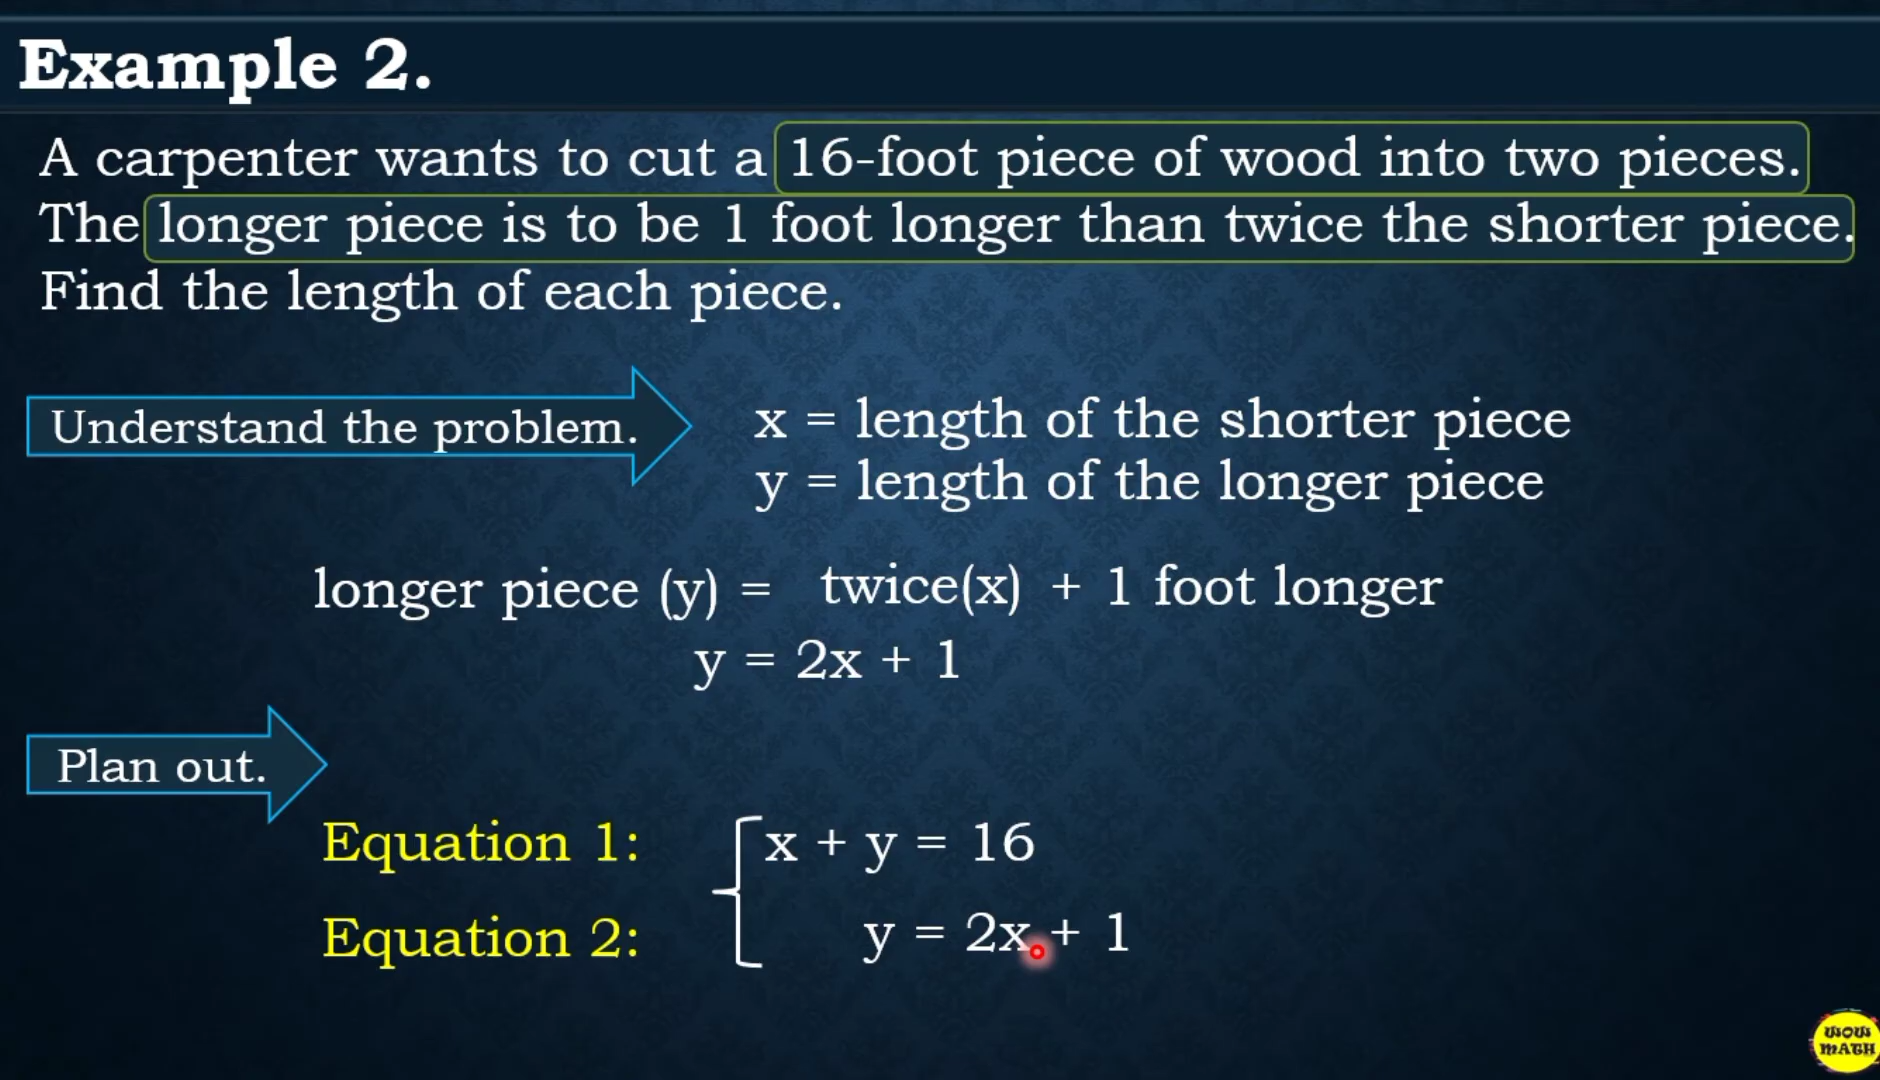 Example 2.
A carpenter wants to cut a 16-foot piece of wood into two pieces.
The longer piece is to be 1 foot longer than twice the shorter piece.
Find the length of each piece.
Understand the problem.
x = length of the shorter piece
y = length of the longer piece
longer piece (y) = twice(x) + 1 foot longer
y = 2x + 1
Plan out.
Equation 1: x + y = 16
Equation 2: y = 2x + 1
WOW
MATH